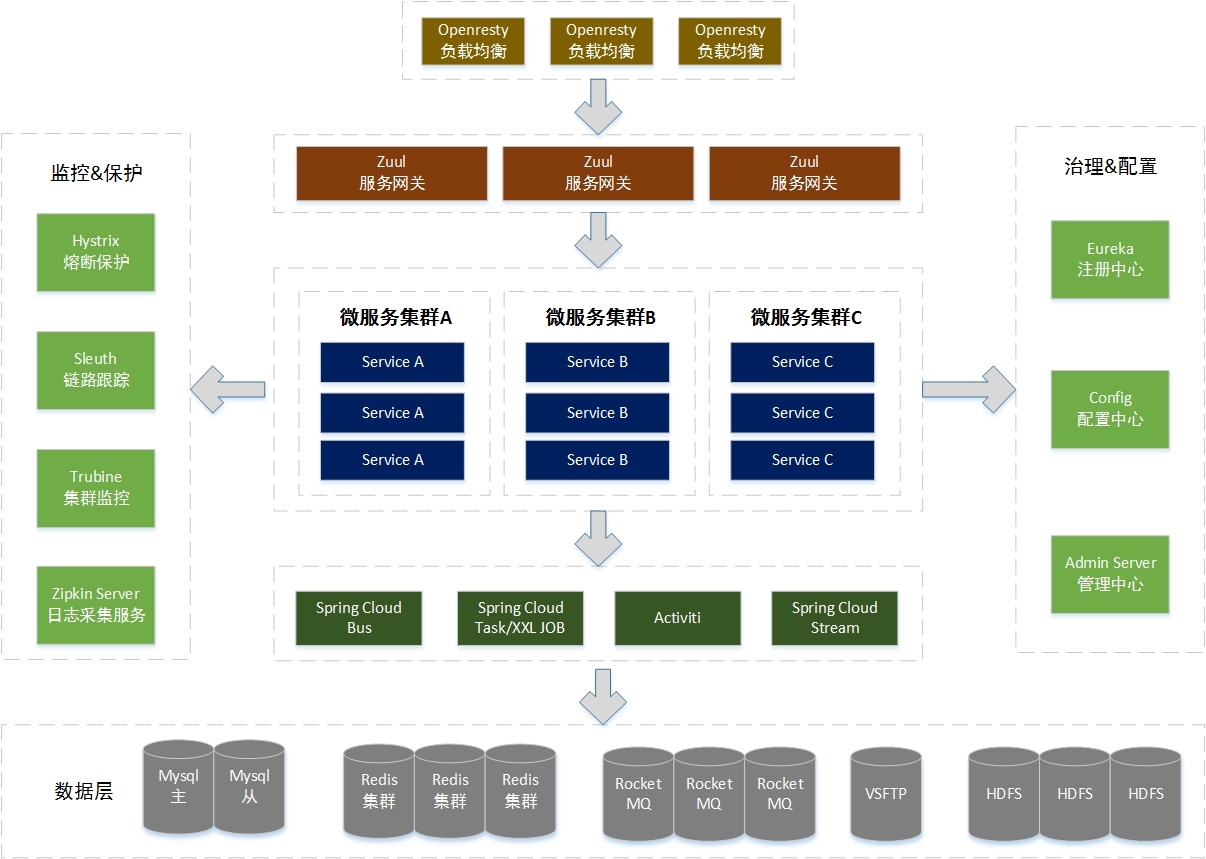 Openresty
负载均衡
Openresty
负载均衡
Openresty
负载均衡
Zuul
服务网关
Zuul
服务网关
Zuul
服务网关
监控&保护
Hystrix
熔断保护
Sleuth
链路跟踪
Trubine
集群监控
Zipkin Server
日志采集服务
微服务集群A
Service A
Service A
Service A
微服务集群B
Service B
Service B
Service B
微服务集群C
Service C
Service C
Service C
治理&配置
Eureka
注册中心
Config
配置中心
Admin Server
管理中心
Spring Cloud
Bus
Spring Cloud
Task/XXL JOB
Activiti
Spring Cloud
Stream
数据层
Mysql
主
Mysql
从
Redis
集群
Redis
集群
Redis
集群
Rocket
MQ
Rocket
MQ
Rocket
MQ
VSFTP
HDFS
HDFS
HDFS